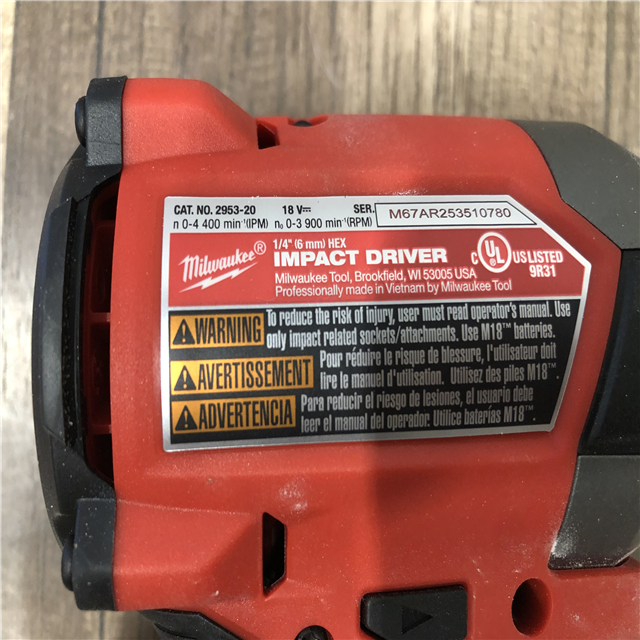 CAT. NO. 2953-20 18 V⎓ SER. M67AR253510780
n 0-4 400 min⁻¹(IPM) n₀ 0-3 900 min⁻¹(RPM)
1/4" (6 mm) HEX
Milwaukee® IMPACT DRIVER
Milwaukee Tool, Brookfield, WI 53005 USA
Professionally made in Vietnam by Milwaukee Tool
C UL US LISTED
9R31
WARNING To reduce the risk of injury, user must read operator's manual. Use
only impact related sockets/attachments. Use M18™ batteries.
AVERTISSEMENT Pour réduire le risque de blessure, l'utilisateur doit
lire le manuel d'utilisation. Utilisez des piles M18™.
ADVERTENCIA Para reducir el riesgo de lesiones, el usuario debe
leer el manual del operador. Utilice baterías M18™.